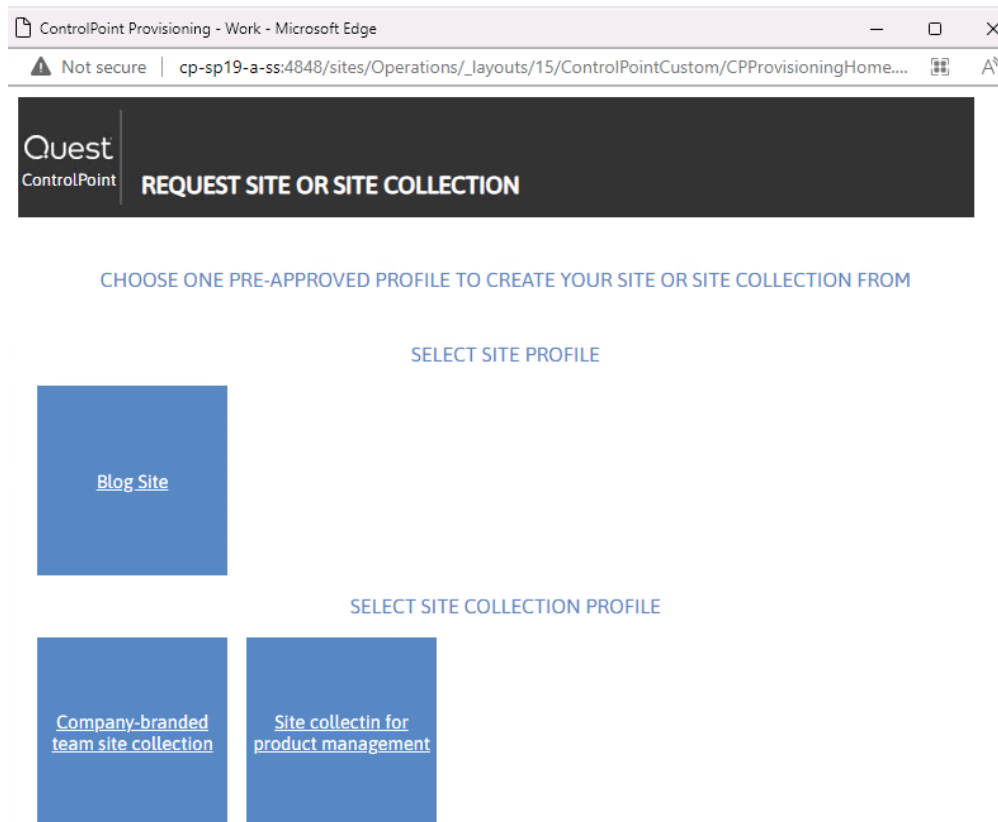 ControlPoint Provisioning - Work - Microsoft Edge
Not secure | cp-sp19-a-ss:4848/sites/Operations/_layouts/15/ControlPointCustom/CPProvisioningHome....
Quest
ControlPoint
REQUEST SITE OR SITE COLLECTION
CHOOSE ONE PRE-APPROVED PROFILE TO CREATE YOUR SITE OR SITE COLLECTION FROM
SELECT SITE PROFILE
Blog Site
SELECT SITE COLLECTION PROFILE
Company-branded
team site collection
Site collectin for
product management